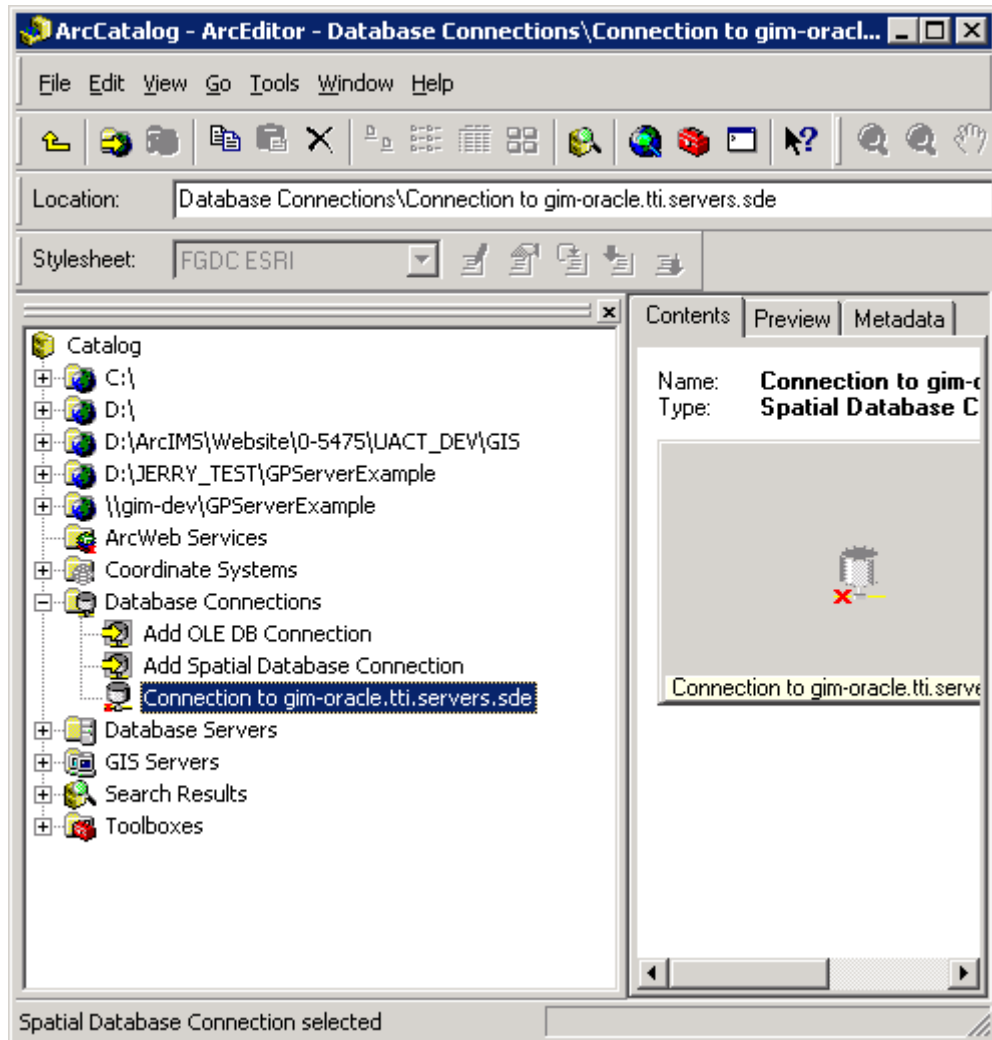 ArcCatalog - ArcEditor - Database Connections\Connection to gim-oracl...
File Edit View Go Tools Window Help
Location: Database Connections\Connection to gim-oracle.tti.servers.sde
Stylesheet: FGDC ESRI
Contents Preview Metadata
Catalog
C:\
D:\
D:\ArcIMS\Website\0-5475\UACT_DEV\GIS
D:\JERRY_TEST\GPServerExample
\\gim-dev\GPServerExample
ArcWeb Services
Coordinate Systems
Database Connections
Add OLE DB Connection
Add Spatial Database Connection
Connection to gim-oracle.tti.servers.sde
Database Servers
GIS Servers
Search Results
Toolboxes
Name: Connection to gim-o
Type: Spatial Database C
Connection to gim-oracle.tti.serve
Spatial Database Connection selected